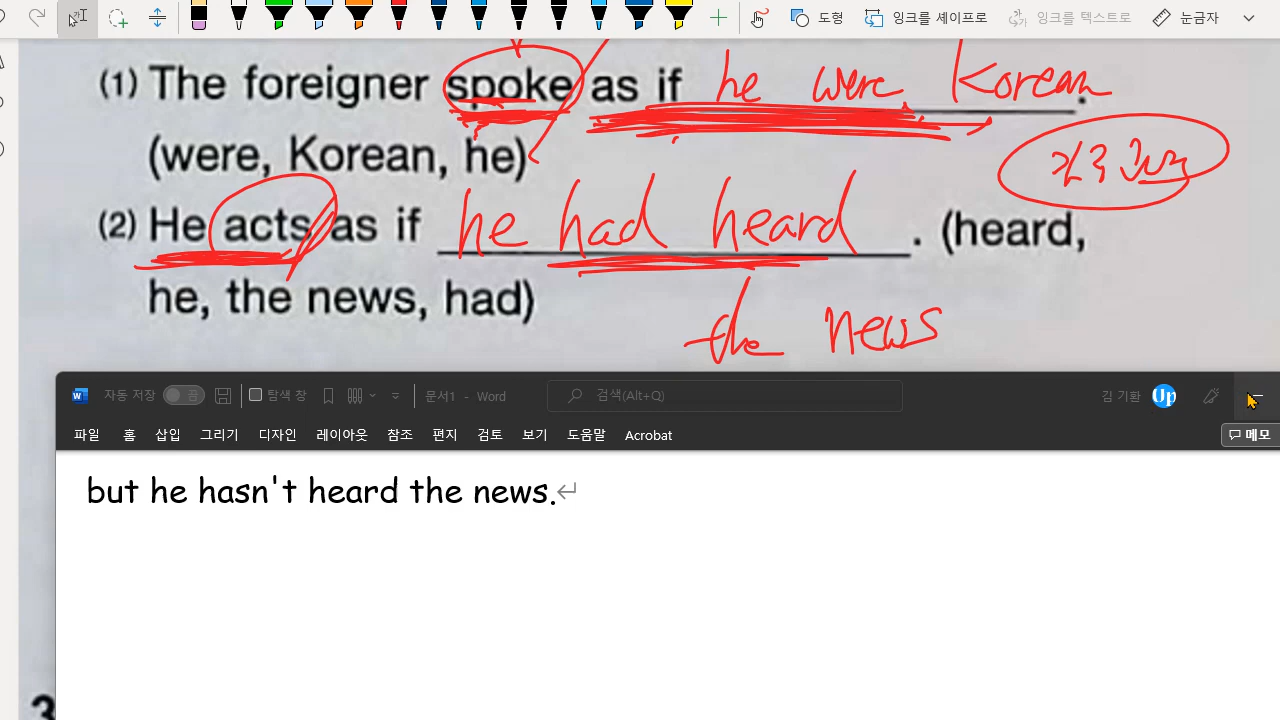 도형 잉크를 셰이프로 잉크를 텍스트로 눈금자
(1) The foreigner spoke as if he were Korean.
(were, Korean, he)
(2) He acts as if he had heard. (heard,
he, the news, had)
the news
자동 저장 끔 탐색 창 문서1 - Word 검색(Alt+Q) 김 기환 Up
파일 홈 삽입 그리기 디자인 레이아웃 참조 편지 검토 보기 도움말 Acrobat 메모
but he hasn't heard the news.
3